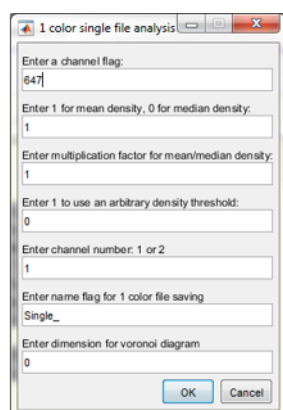 1 color single file analysis
Enter a channel flag:
647
Enter 1 for mean density, 0 for median density:
1
Enter multiplication factor for mean/median density:
1
Enter 1 to use an arbitrary density threshold:
0
Enter channel number: 1 or 2
1
Enter name flag for 1 color file saving
Single_
Enter dimension for voronoi diagram
0
OK Cancel